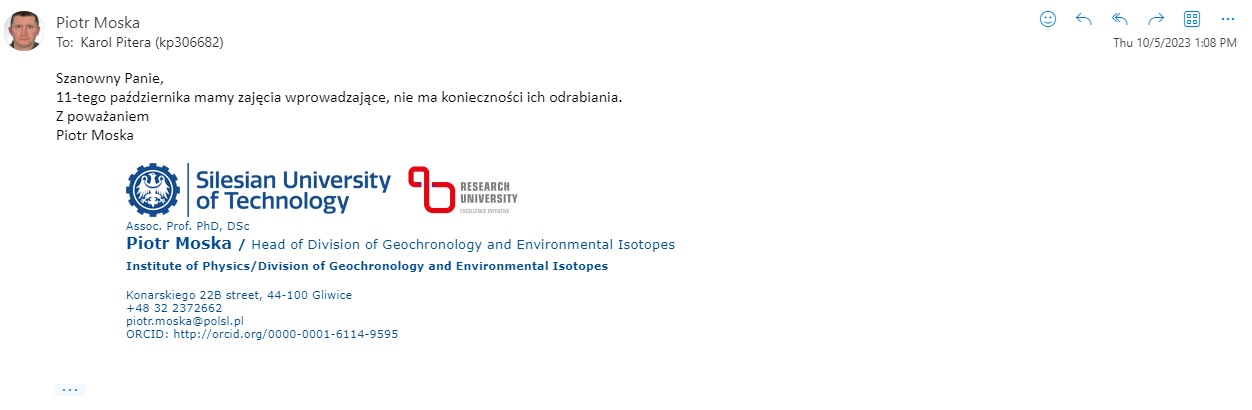 Piotr Moska
To: Karol Pitera (kp306682)
Thu 10/5/2023 1:08 PM
Szanowny Panie,
11-tego października mamy zajęcia wprowadzające, nie ma konieczności ich odrabiania.
Z poważaniem
Piotr Moska
Silesian University
of Technology
RESEARCH
UNIVERSITY
EXCELLENCE INITIATIVE
Assoc. Prof. PhD, DSc
Piotr Moska / Head of Division of Geochronology and Environmental Isotopes
Institute of Physics/Division of Geochronology and Environmental Isotopes
Konarskiego 22B street, 44-100 Gliwice
+48 32 2372662
piotr.moska@polsl.pl
ORCID: http://orcid.org/0000-0001-6114-9595